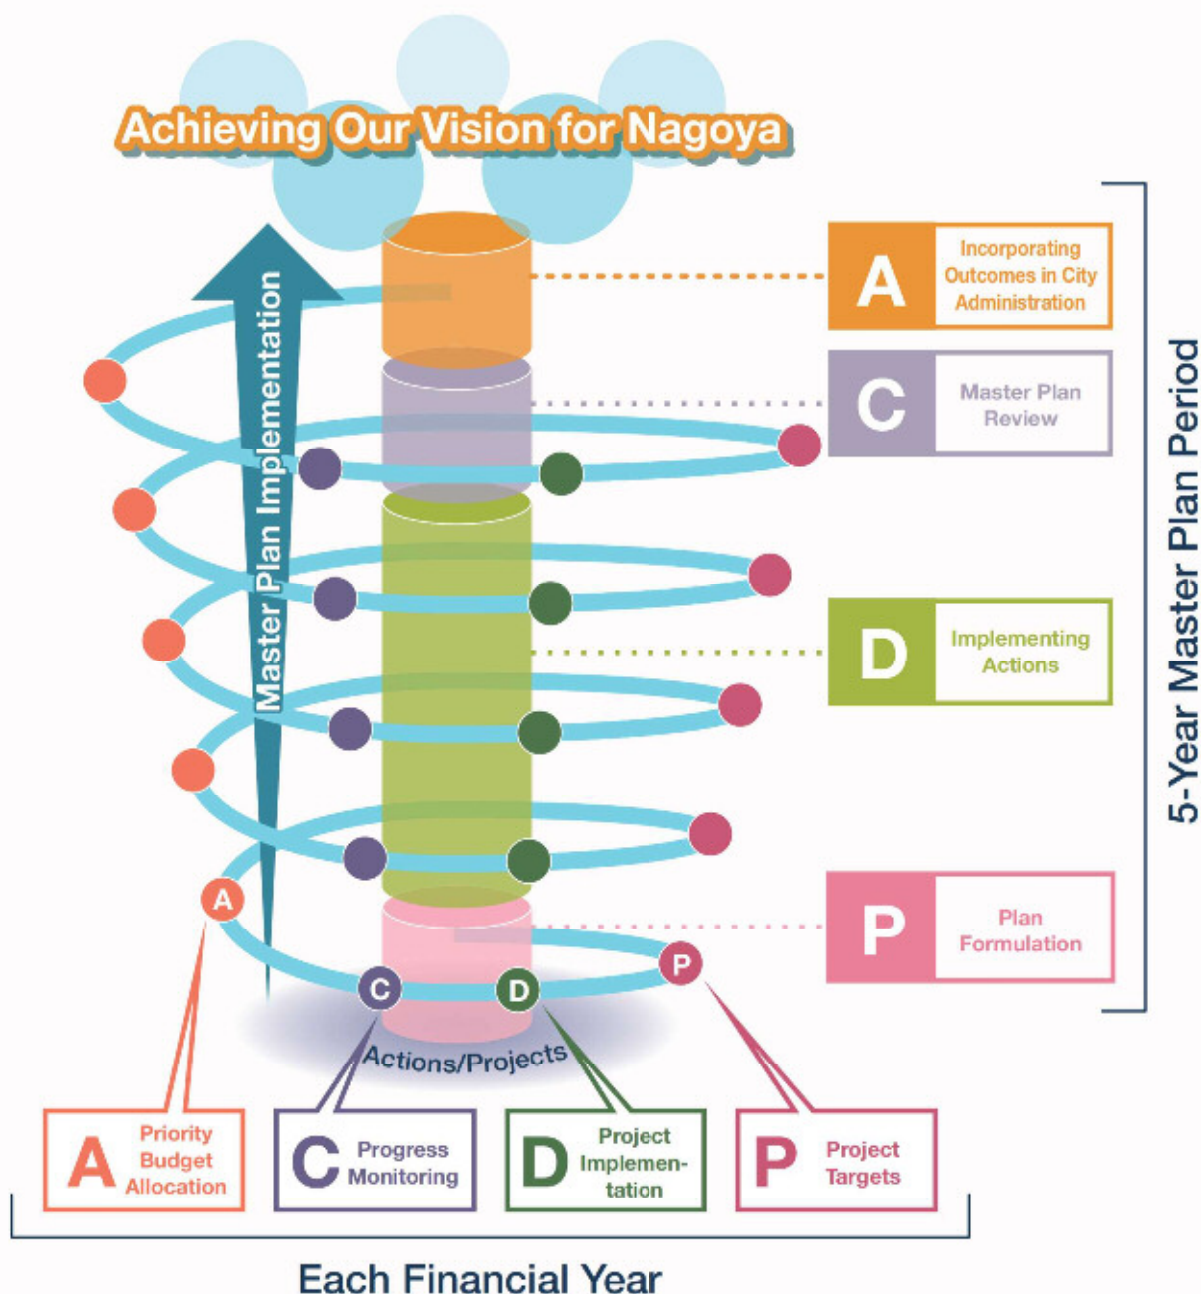 Achieving Our Vision for Nagoya
Master Plan Implementation
A
Incorporating
Outcomes in City
Administration
C
Master Plan
Review
D
Implementing
Actions
P
Plan
Formulation
5-Year Master Plan Period
A
C
D
P
Actions/Projects
A
Priority
Budget
Allocation
C
Progress
Monitoring
D
Project
Implemen-
tation
P
Project
Targets
Each Financial Year